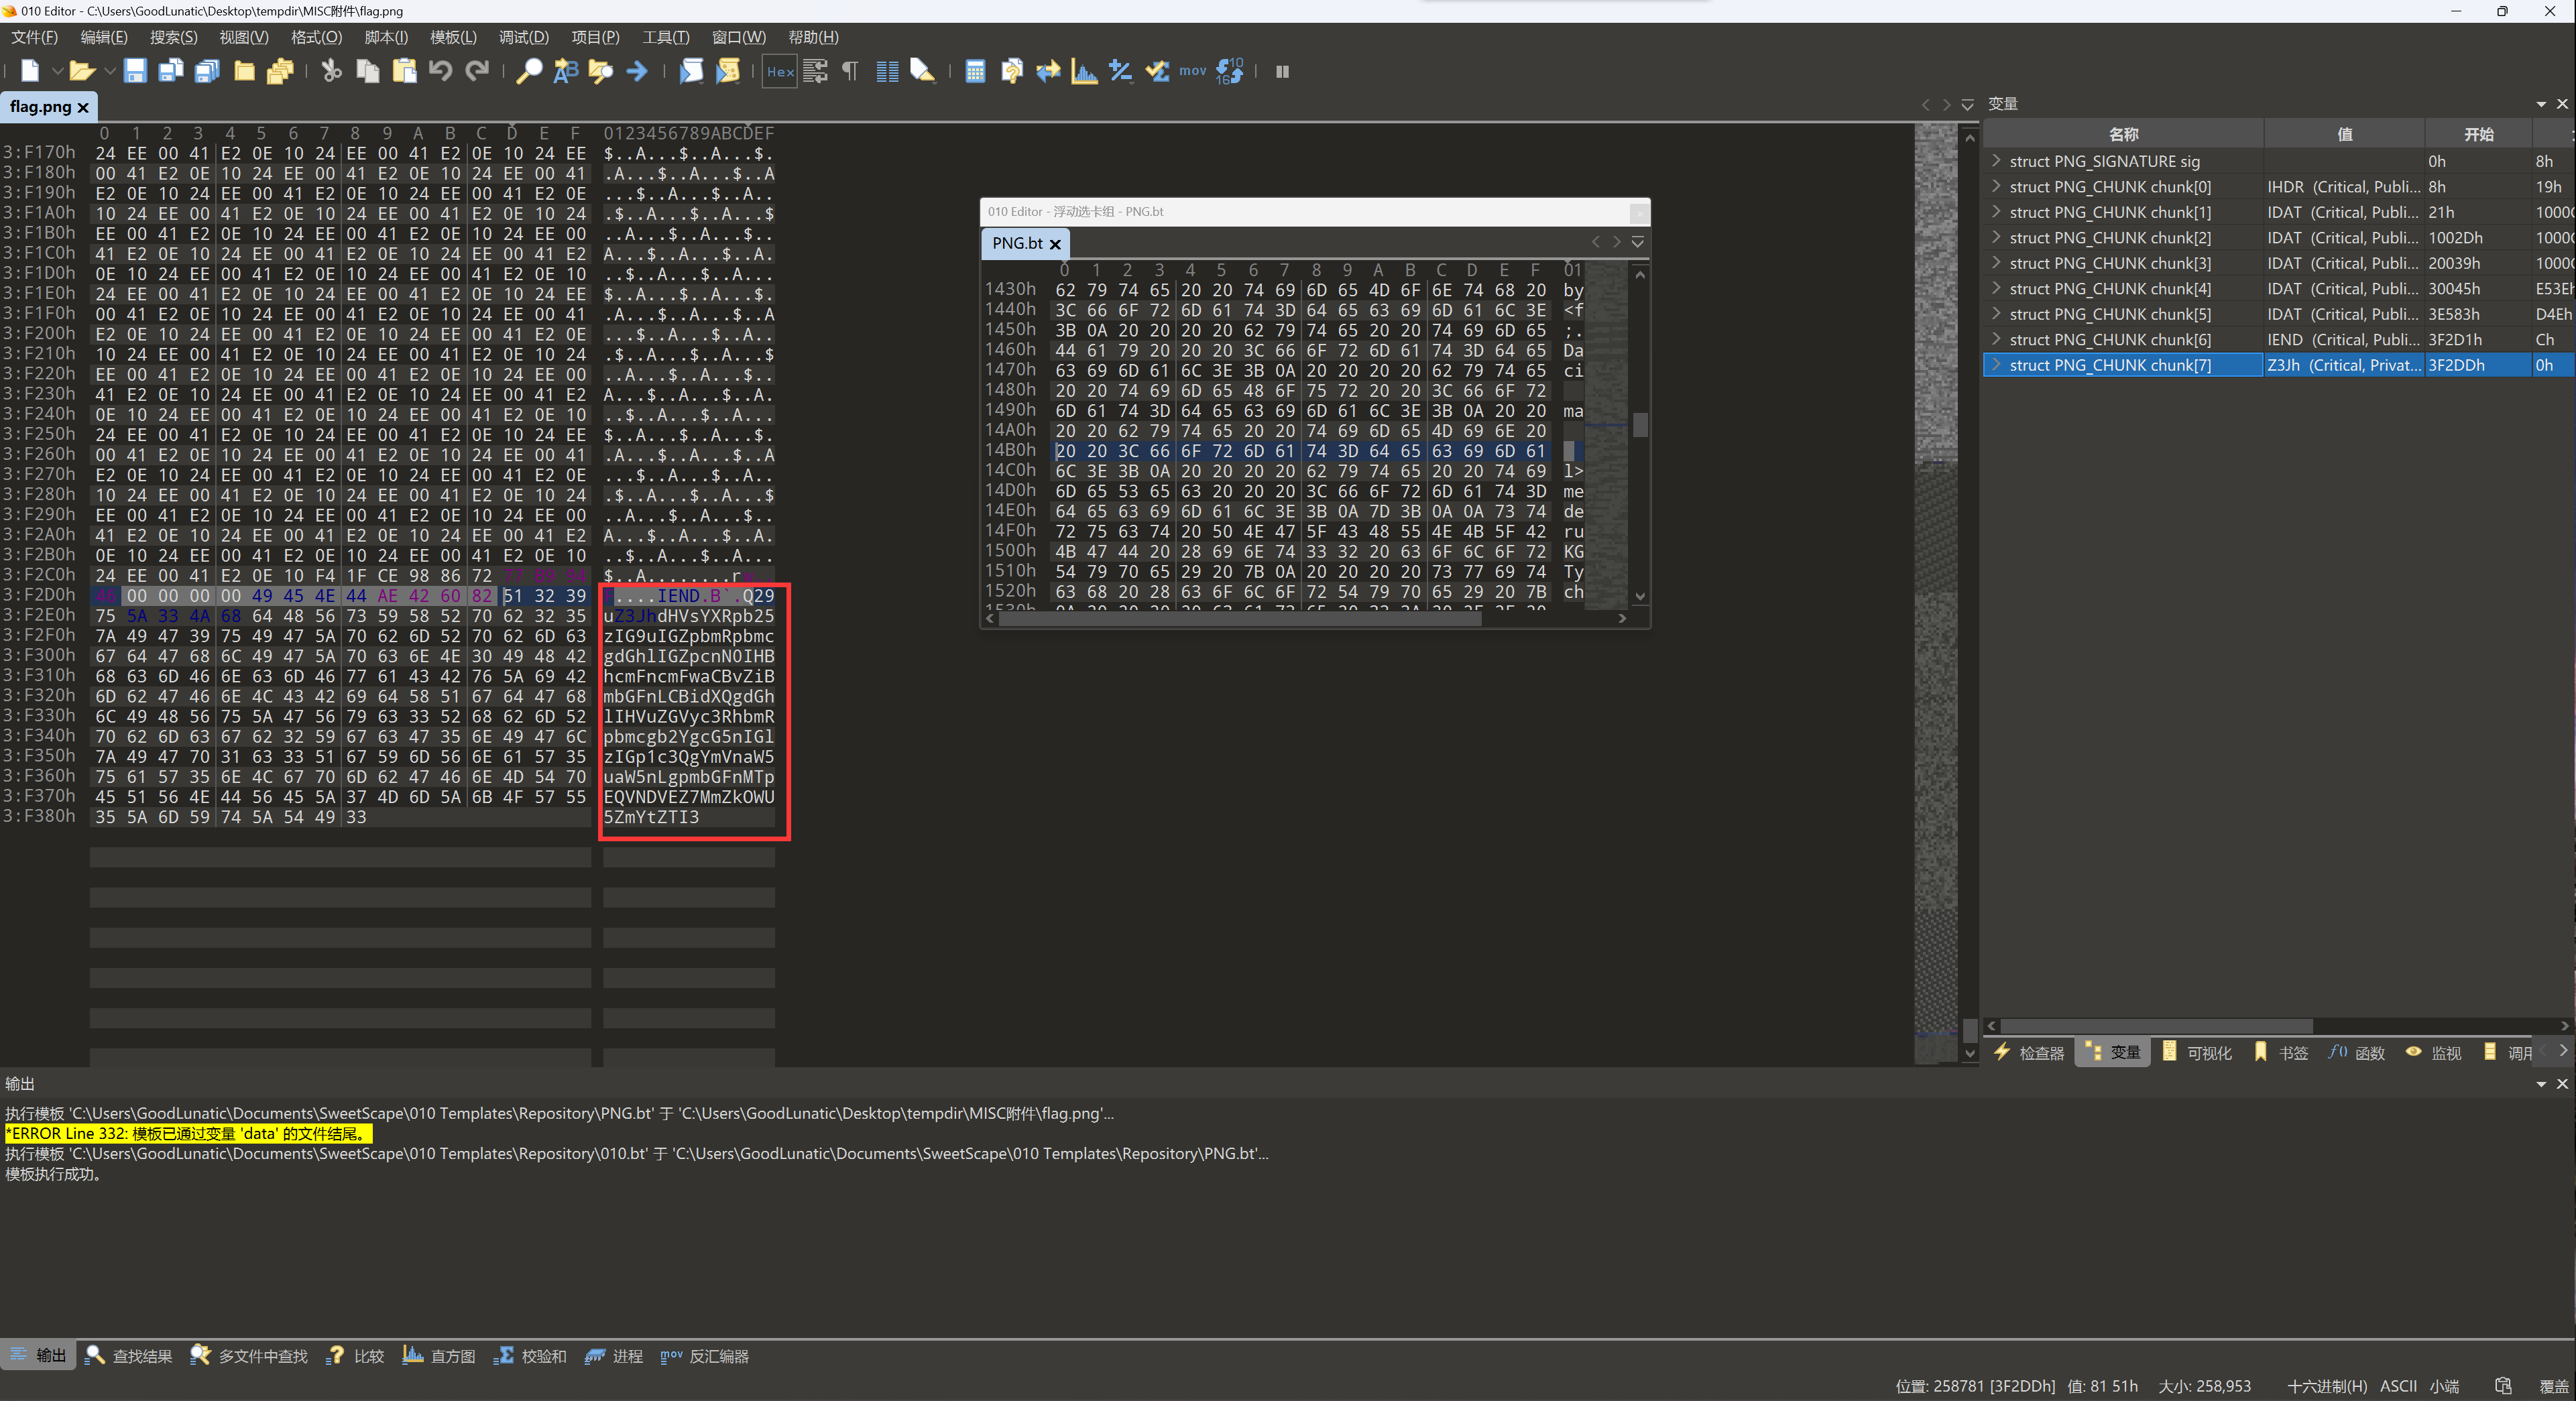 010 Editor - C:\Users\GoodLunatic\Desktop\tempdir\MISC附件\flag.png
文件(F) 编辑(E) 搜索(S) 视图(V) 格式(O) 脚本(I) 模板(L) 调试(D) 项目(P) 工具(T) 窗口(W) 帮助(H)
Hex mov
flag.png
0 1 2 3 4 5 6 7 8 9 A B C D E F 0123456789ABCDEF
3:F170h 24 EE 00 41 E2 0E 10 24 EE 00 41 E2 0E 10 24 EE $..A...$..A...$.
3:F180h 00 41 E2 0E 10 24 EE 00 41 E2 0E 10 24 EE 00 41 .A...$..A...$..A
3:F190h E2 0E 10 24 EE 00 41 E2 0E 10 24 EE 00 41 E2 0E ...$..A...$..A..
3:F1A0h 10 24 EE 00 41 E2 0E 10 24 EE 00 41 E2 0E 10 24 .$..A...$..A...$
3:F1B0h EE 00 41 E2 0E 10 24 EE 00 41 E2 0E 10 24 EE 00 ..A...$..A...$..
3:F1C0h 41 E2 0E 10 24 EE 00 41 E2 0E 10 24 EE 00 41 E2 A...$..A...$..A.
3:F1D0h 0E 10 24 EE 00 41 E2 0E 10 24 EE 00 41 E2 0E 10 ..$..A...$..A...
3:F1E0h 24 EE 00 41 E2 0E 10 24 EE 00 41 E2 0E 10 24 EE $..A...$..A...$.
3:F1F0h 00 41 E2 0E 10 24 EE 00 41 E2 0E 10 24 EE 00 41 .A...$..A...$..A
3:F200h E2 0E 10 24 EE 00 41 E2 0E 10 24 EE 00 41 E2 0E ...$..A...$..A..
3:F210h 10 24 EE 00 41 E2 0E 10 24 EE 00 41 E2 0E 10 24 .$..A...$..A...$
3:F220h EE 00 41 E2 0E 10 24 EE 00 41 E2 0E 10 24 EE 00 ..A...$..A...$..
3:F230h 41 E2 0E 10 24 EE 00 41 E2 0E 10 24 EE 00 41 E2 A...$..A...$..A.
3:F240h 0E 10 24 EE 00 41 E2 0E 10 24 EE 00 41 E2 0E 10 ..$..A...$..A...
3:F250h 24 EE 00 41 E2 0E 10 24 EE 00 41 E2 0E 10 24 EE $..A...$..A...$.
3:F260h 00 41 E2 0E 10 24 EE 00 41 E2 0E 10 24 EE 00 41 .A...$..A...$..A
3:F270h E2 0E 10 24 EE 00 41 E2 0E 10 24 EE 00 41 E2 0E ...$..A...$..A..
3:F280h 10 24 EE 00 41 E2 0E 10 24 EE 00 41 E2 0E 10 24 .$..A...$..A...$
3:F290h EE 00 41 E2 0E 10 24 EE 00 41 E2 0E 10 24 EE 00 ..A...$..A...$..
3:F2A0h 41 E2 0E 10 24 EE 00 41 E2 0E 10 24 EE 00 41 E2 A...$..A...$..A.
3:F2B0h 0E 10 24 EE 00 41 E2 0E 10 24 EE 00 41 E2 0E 10 ..$..A...$..A...
3:F2C0h 24 EE 00 41 E2 0E 10 F4 1F CE 98 86 72 $..A........r
3:F2D0h 46 00 00 00 00 49 45 4E 44 AE 42 60 82 51 32 39 F....IEND.B`.Q29
3:F2E0h 75 5A 33 4A 68 64 48 56 73 59 58 52 70 62 32 35 uZ3JhdHVsYXRpb25
3:F2F0h 7A 49 47 39 75 49 47 5A 70 62 6D 52 70 62 6D 63 zIG9uIGZpbmRpbmc
3:F300h 67 64 47 68 6C 49 47 5A 70 63 6E 4E 30 49 48 42 gdGhlIGZpcnN0IHB
3:F310h 68 63 6D 46 6E 63 6D 46 77 61 43 42 76 5A 69 42 hcmFncmFwaCBvZiB
3:F320h 6D 62 47 46 6E 4C 43 42 69 64 58 51 67 64 47 68 mbGFnLCBidXQgdGh
3:F330h 6C 49 48 56 75 5A 47 56 79 63 33 52 68 62 6D 52 lIHVuZGVyc3RhbmR
3:F340h 70 62 6D 63 67 62 32 59 67 63 47 35 6E 49 47 6C pbmcgb2YgcG5nIGl
3:F350h 7A 49 47 70 31 63 33 51 67 59 6D 56 6E 61 57 35 zIGp1c3QgYmVnaW5
3:F360h 75 61 57 35 6E 4C 67 70 6D 62 47 46 6E 4D 54 70 uaW5nLgpmbGFnMTp
3:F370h 45 51 56 4E 44 56 45 5A 37 4D 6D 5A 6B 4F 57 55 EQVNDVEZ7MmZkOWU
3:F380h 35 5A 6D 59 74 5A 54 49 33 5ZmYtZTI3
010 Editor - 浮动选卡组 - PNG.bt
PNG.bt
0 1 2 3 4 5 6 7 8 9 A B C D E F 01
1430h 62 79 74 65 20 20 74 69 6D 65 4D 6F 6E 74 68 20 by
1440h 3C 66 6F 72 6D 61 74 3D 64 65 63 69 6D 61 6C 3E <f
1450h 3B 0A 20 20 20 20 62 79 74 65 20 20 74 69 6D 65 ;.
1460h 44 61 79 20 20 20 3C 66 6F 72 6D 61 74 3D 64 65 Da
1470h 63 69 6D 61 6C 3E 3B 0A 20 20 20 20 62 79 74 65 ci
1480h 20 20 74 69 6D 65 48 6F 75 72 20 20 3C 66 6F 72
1490h 6D 61 74 3D 64 65 63 69 6D 61 6C 3E 3B 0A 20 20 ma
14A0h 20 20 62 79 74 65 20 20 74 69 6D 65 4D 69 6E 20
14B0h 20 20 3C 66 6F 72 6D 61 74 3D 64 65 63 69 6D 61
14C0h 6C 3E 3B 0A 20 20 20 20 62 79 74 65 20 20 74 69 l>
14D0h 6D 65 53 65 63 20 20 20 3C 66 6F 72 6D 61 74 3D me
14E0h 64 65 63 69 6D 61 6C 3E 3B 0A 7D 3B 0A 0A 73 74 de
14F0h 72 75 63 74 20 50 4E 47 5F 43 48 55 4E 4B 5F 42 ru
1500h 4B 47 44 20 28 69 6E 74 33 32 20 63 6F 6C 6F 72 KG
1510h 54 79 70 65 29 20 7B 0A 20 20 20 20 73 77 69 74 Ty
1520h 63 68 20 28 63 6F 6C 6F 72 54 79 70 65 29 20 7B ch
变量
名称 值 开始
struct PNG_SIGNATURE sig 0h 8h
struct PNG_CHUNK chunk[0] IHDR (Critical, Publi... 8h 19h
struct PNG_CHUNK chunk[1] IDAT (Critical, Publi... 21h 1000
struct PNG_CHUNK chunk[2] IDAT (Critical, Publi... 1002Dh 1000
struct PNG_CHUNK chunk[3] IDAT (Critical, Publi... 20039h 1000
struct PNG_CHUNK chunk[4] IDAT (Critical, Publi... 30045h E53Eh
struct PNG_CHUNK chunk[5] IDAT (Critical, Publi... 3E583h D4Eh
struct PNG_CHUNK chunk[6] IEND (Critical, Publi... 3F2D1h Ch
struct PNG_CHUNK chunk[7] Z3Jh (Critical, Privat... 3F2DDh 0h
检查器 变量 可视化 书签 f() 函数 监视 调用
输出
执行模板 'C:\Users\GoodLunatic\Documents\SweetScape\010 Templates\Repository\PNG.bt' 于 'C:\Users\GoodLunatic\Desktop\tempdir\MISC附件\flag.png'...
*ERROR Line 332: 模板已通过变量 'data' 的文件结尾。
执行模板 'C:\Users\GoodLunatic\Documents\SweetScape\010 Templates\Repository\010.bt' 于 'C:\Users\GoodLunatic\Documents\SweetScape\010 Templates\Repository\PNG.bt'...
模板执行成功。
输出 查找结果 多文件中查找 比较 直方图 校验和 进程 mov 反汇编器
位置: 258781 [3F2DDh] 值: 81 51h 大小: 258,953 十六进制(H) ASCII 小端 覆盖